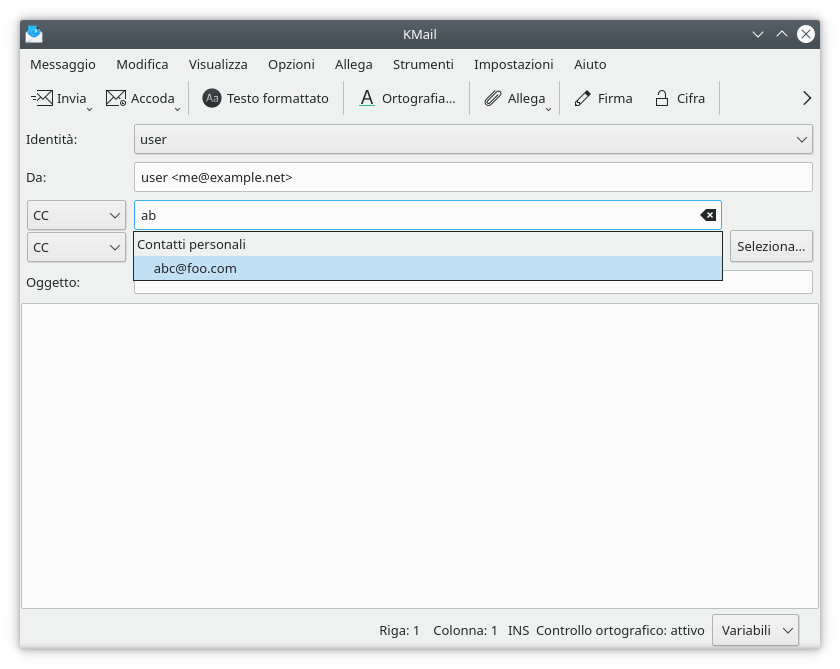 KMail
Messaggio Modifica Visualizza Opzioni Allega Strumenti Impostazioni Aiuto
Invia Accoda Aa Testo formattato A Ortografia... Allega Firma Cifra
Identità: user
Da: user <me@example.net>
CC ab
Contatti personali
CC Seleziona...
abc@foo.com
Oggetto:
Riga: 1 Colonna: 1 INS Controllo ortografico: attivo Variabili